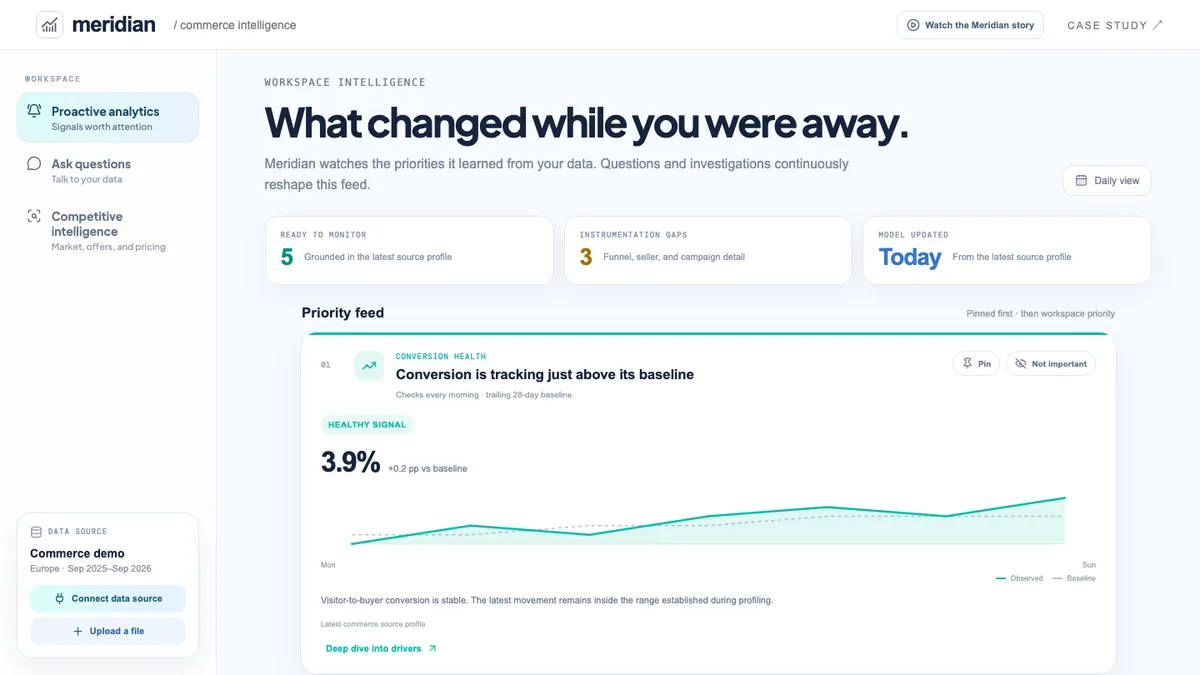 meridian / commerce intelligence
Watch the Meridian story
CASE STUDY ↗
WORKSPACE
Proactive analytics
Signals worth attention
Ask questions
Talk to your data
Competitive
intelligence
Market, offers, and pricing
DATA SOURCE
Commerce demo
Europe · Sep 2025–Sep 2026
Connect data source
+ Upload a file
WORKSPACE INTELLIGENCE
What changed while you were away.
Meridian watches the priorities it learned from your data. Questions and investigations continuously
reshape this feed.
Daily view
READY TO MONITOR
5 Grounded in the latest source profile
INSTRUMENTATION GAPS
3 Funnel, seller, and campaign detail
MODEL UPDATED
Today From the latest source profile
Priority feed
Pinned first · then workspace priority
01
CONVERSION HEALTH
Conversion is tracking just above its baseline
Checks every morning · trailing 28-day baseline
Pin
Not important
HEALTHY SIGNAL
3.9% +0.2 pp vs baseline
Mon
Sun
Observed
Baseline
Visitor-to-buyer conversion is stable. The latest movement remains inside the range established during profiling.
Latest commerce source profile
Deep dive into drivers ↗